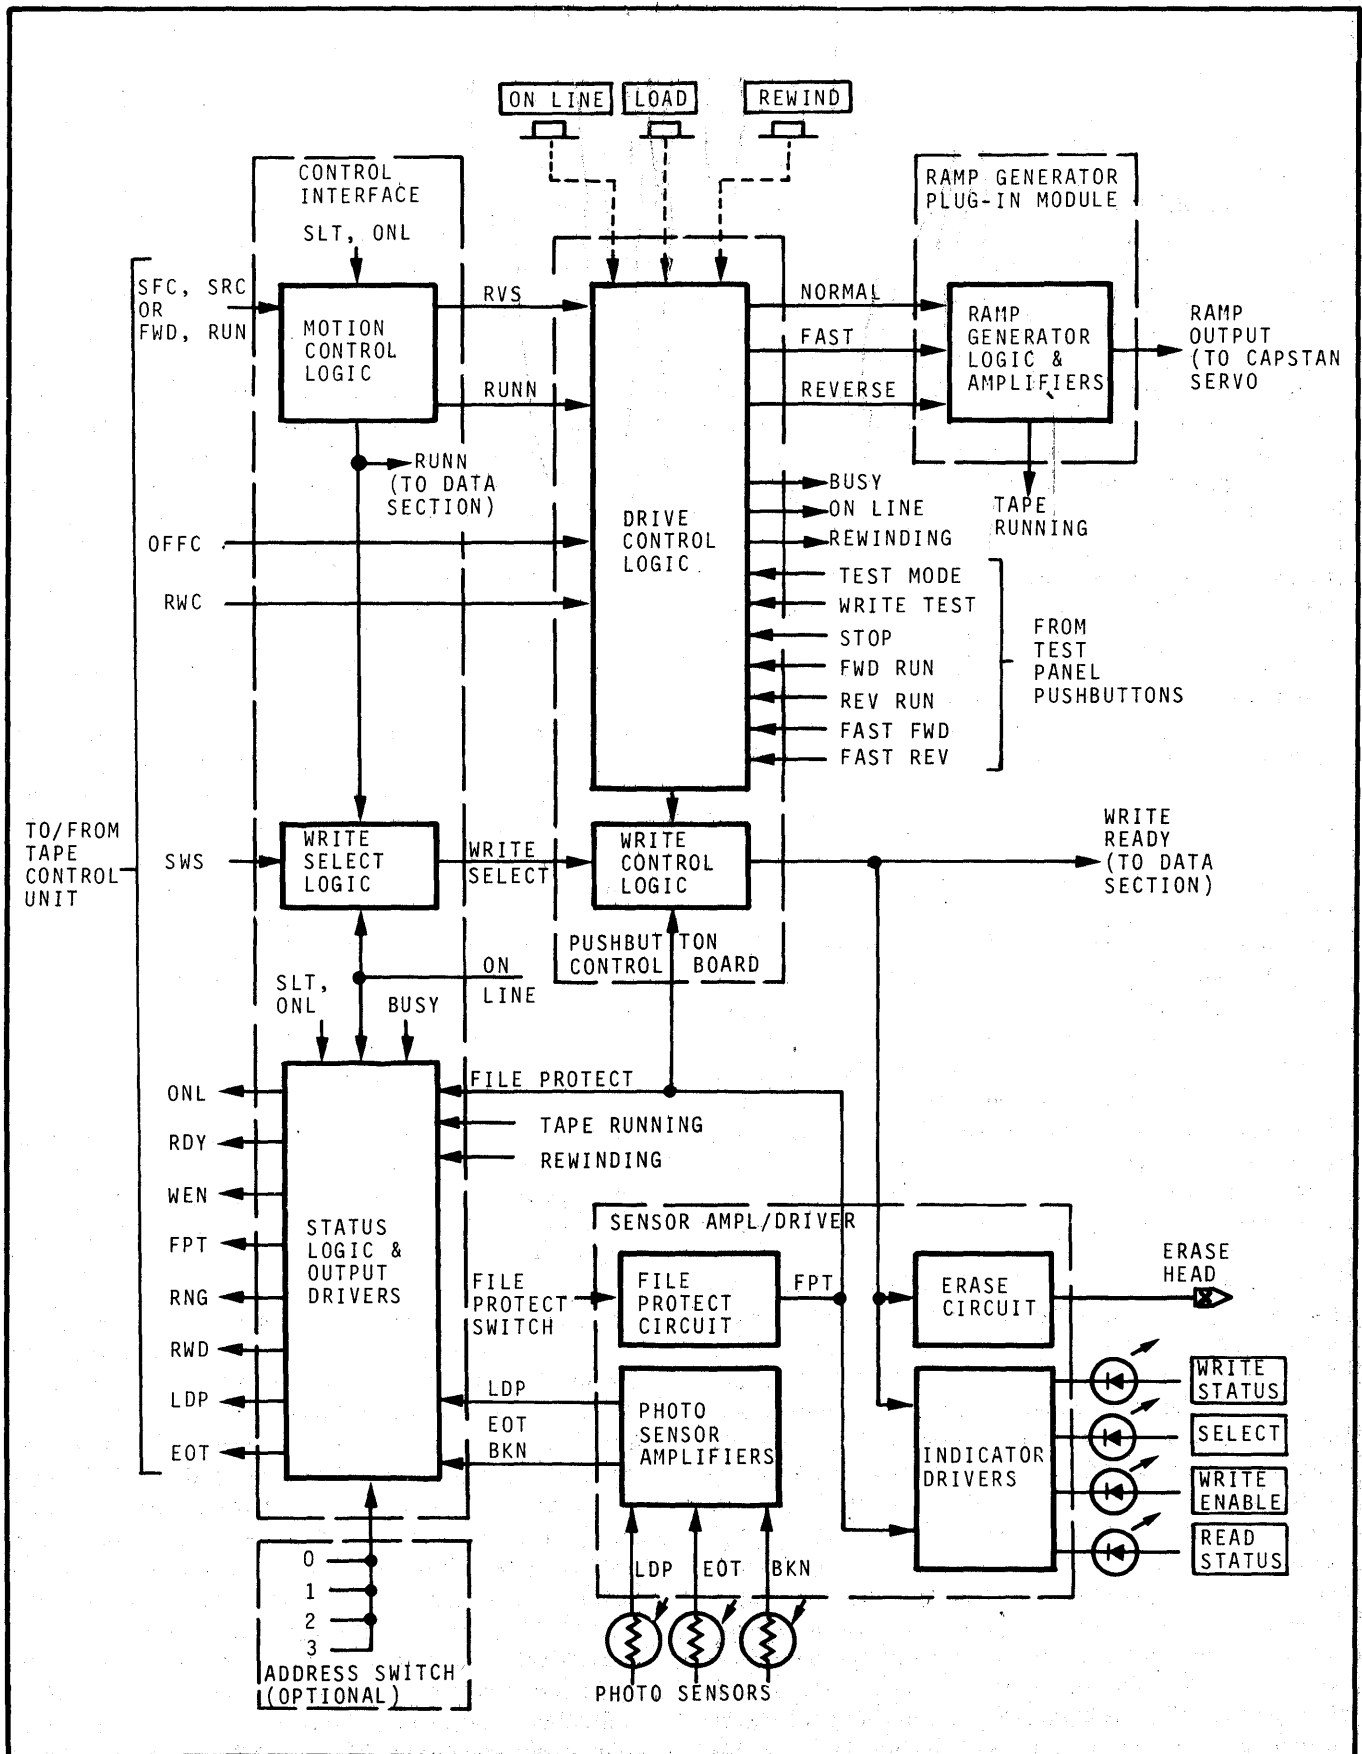 ON LINE
LOAD
REWIND
CONTROL
INTERFACE
SLT, ONL
RAMP GENERATOR
PLUG-IN MODULE
SFC, SRC
OR
FWD, RUN
MOTION
CONTROL
LOGIC
RVS
RUNN
NORMAL
FAST
REVERSE
RAMP
GENERATOR
LOGIC &
AMPLIFIERS
RAMP
OUTPUT
(TO CAPSTAN
SERVO
RUNN
(TO DATA
SECTION)
TAPE
RUNNING
DRIVE
CONTROL
LOGIC
BUSY
ON LINE
REWINDING
OFFC
RWC
TEST MODE
WRITE TEST
STOP
FWD RUN
REV RUN
FAST FWD
FAST REV
FROM
TEST
PANEL
PUSHBUTTONS
TO/FROM
TAPE
CONTROL
UNIT
SWS
WRITE
SELECT
LOGIC
WRITE
SELECT
WRITE
CONTROL
LOGIC
WRITE
READY
(TO DATA
SECTION)
PUSHBUTTON
CONTROL BOARD
SLT,
ONL
BUSY
ON
LINE
ONL
RDY
WEN
FPT
RNG
RWD
LDP
EOT
STATUS
LOGIC &
OUTPUT
DRIVERS
FILE PROTECT
TAPE RUNNING
REWINDING
SENSOR AMPL/DRIVER
FILE
PROTECT
SWITCH
FILE
PROTECT
CIRCUIT
FPT
ERASE
CIRCUIT
ERASE
HEAD
LDP
EOT
BKN
PHOTO
SENSOR
AMPLIFIERS
INDICATOR
DRIVERS
WRITE
STATUS
SELECT
WRITE
ENABLE
READ
STATUS
LDP
EOT
BKN
PHOTO SENSORS
0
1
2
3
ADDRESS SWITCH
(OPTIONAL)